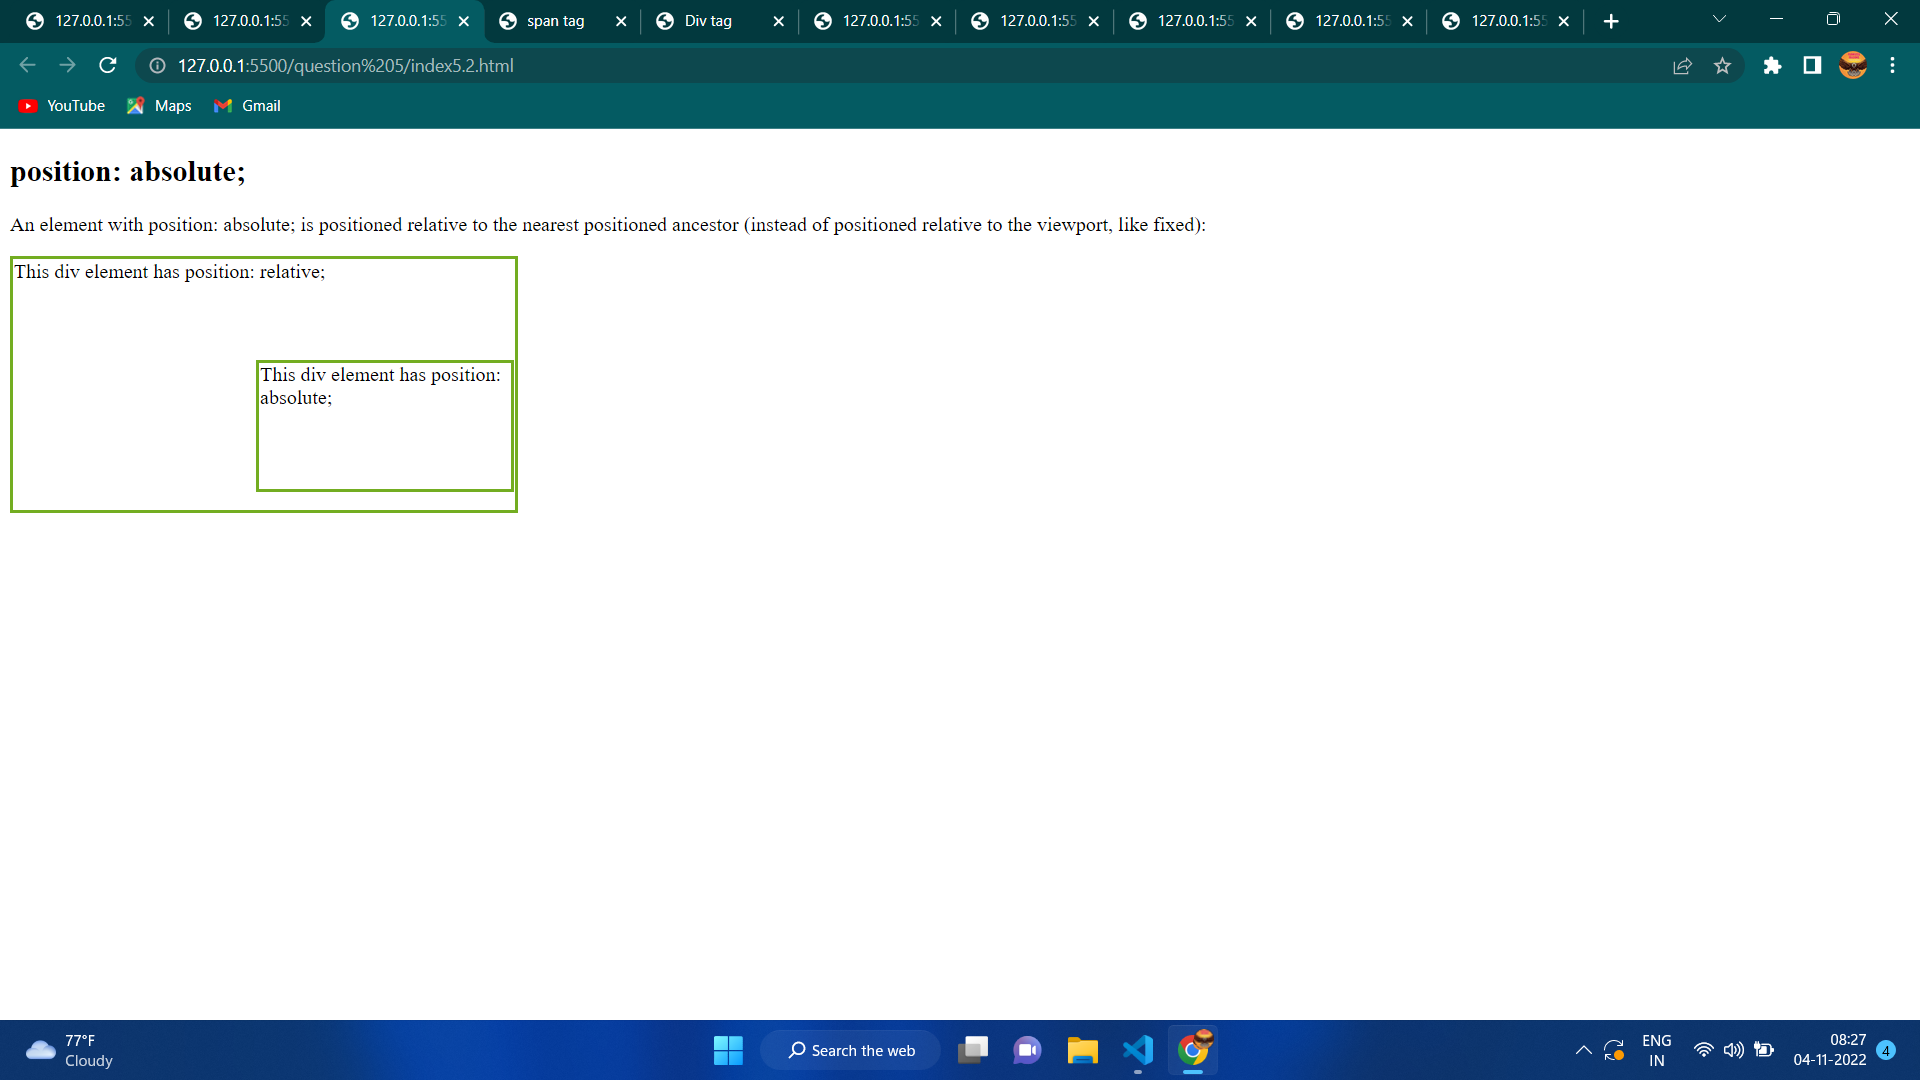 127.0.0.1:55
127.0.0.1:55
127.0.0.1:55
span tag
Div tag
127.0.0.1:55
127.0.0.1:55
127.0.0.1:55
127.0.0.1:55
127.0.0.1:55
127.0.0.1:5500/question%205/index5.2.html
YouTube
Maps
Gmail
position: absolute;
An element with position: absolute; is positioned relative to the nearest positioned ancestor (instead of positioned relative to the viewport, like fixed):
This div element has position: relative;
This div element has position:
absolute;
77°F
Cloudy
Search the web
ENG
IN
08:27
04-11-2022
4